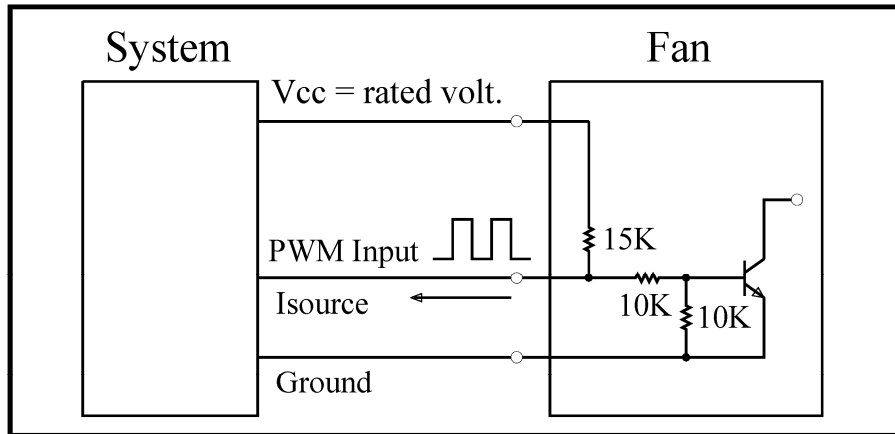 System
Fan
Vcc = rated volt.
15K
PWM Input
Isource
10K
10K
Ground